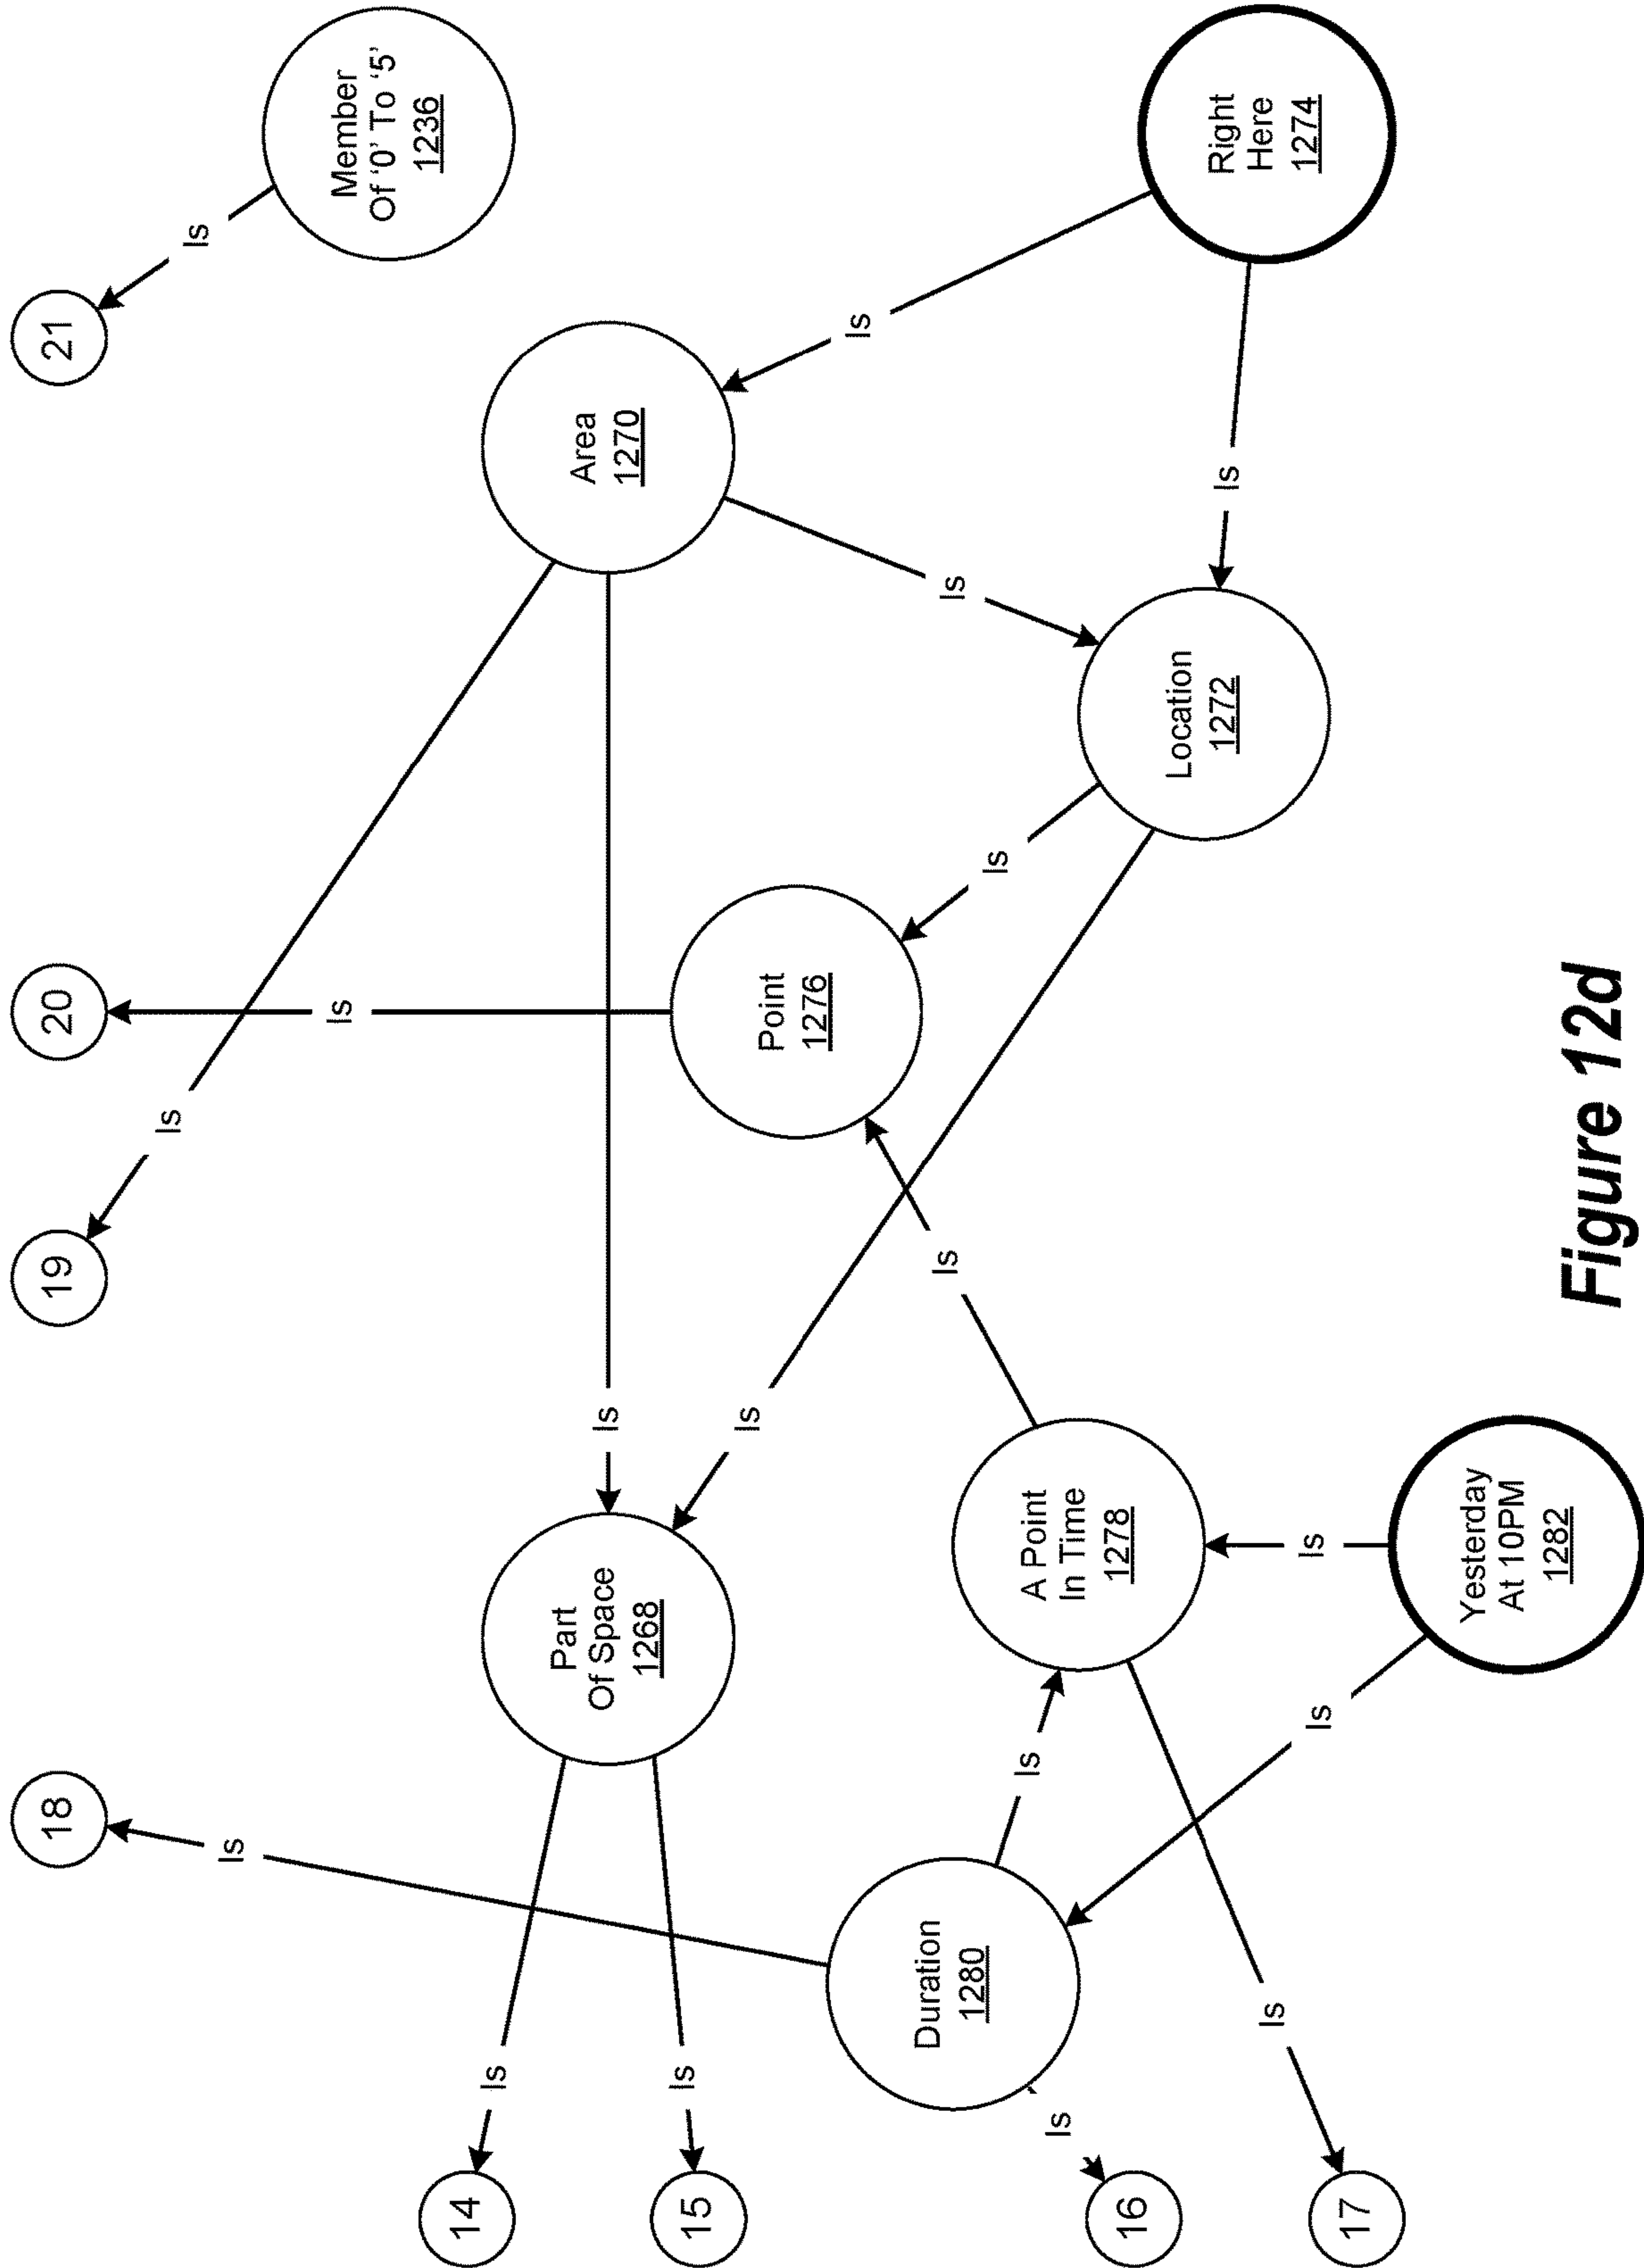 18
19
20
21
Is
Is
Is
Is
Member
Of '0' To '5'
1236
14
Is
Part
Of Space
1268
Is
Area
1270
15
Is
Is
Point
1276
Is
Duration
1280
Is
Is
Is
Is
A Point
In Time
1278
16
Is
Location
1272
Is
Right
Here
1274
17
Is
Is
Is
Yesterday
At 10PM
1282
Figure 12d